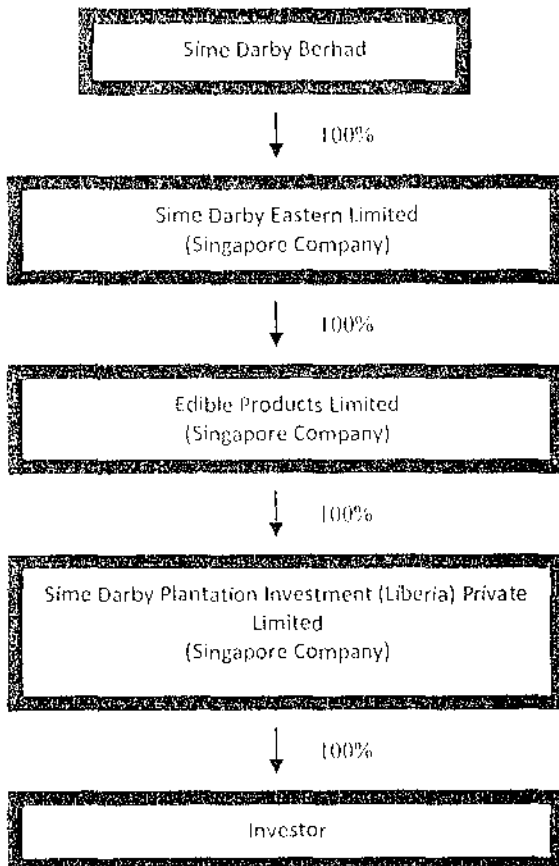 Sime Darby Berhad
100%
Sime Darby Eastern Limited
(Singapore Company)
100%
Edible Products Limited
(Singapore Company)
100%
Sime Darby Plantation Investment (Liberia) Private
Limited
(Singapore Company)
100%
Investor